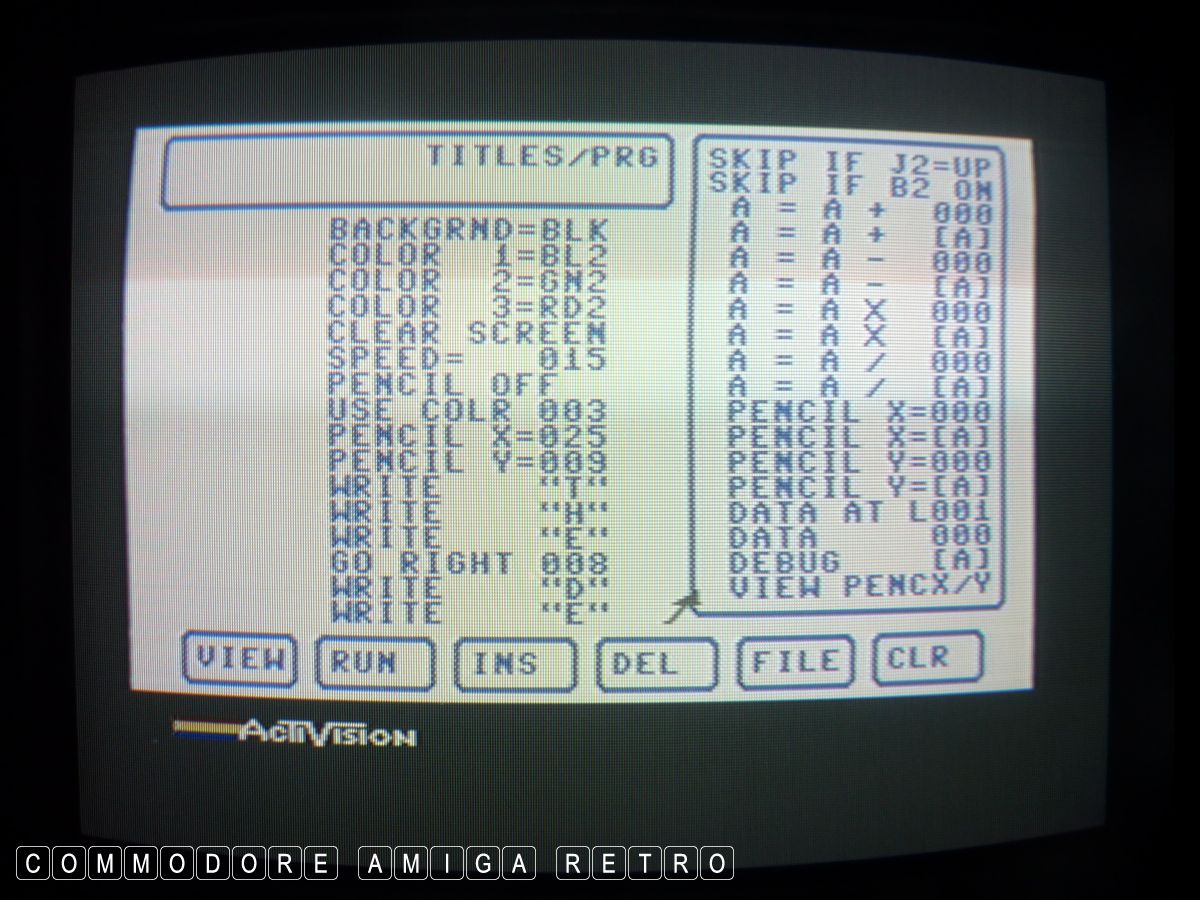 TITLES/PRG
BACKGRND=BLK
COLOR 1=BL2
COLOR 2=GN2
COLOR 3=RD2
CLEAR SCREEN
SPEED= 015
PENCIL OFF
USE COLR 003
PENCIL X=025
PENCIL Y=009
WRITE "T"
WRITE "H"
WRITE "E"
GO RIGHT 008
WRITE "D"
WRITE "E"
SKIP IF J2=UP
SKIP IF B2 ON
A = A + 000
A = A + [A]
A = A - 000
A = A - [A]
A = A X 000
A = A X [A]
A = A / 000
A = A / [A]
PENCIL X=000
PENCIL X=[A]
PENCIL Y=000
PENCIL Y=[A]
DATA AT L001
DATA 000
DEBUG [A]
VIEW PENCX/Y
VIEW RUN INS DEL FILE CLR
ACTIVISION
COMMODORE AMIGA RETRO